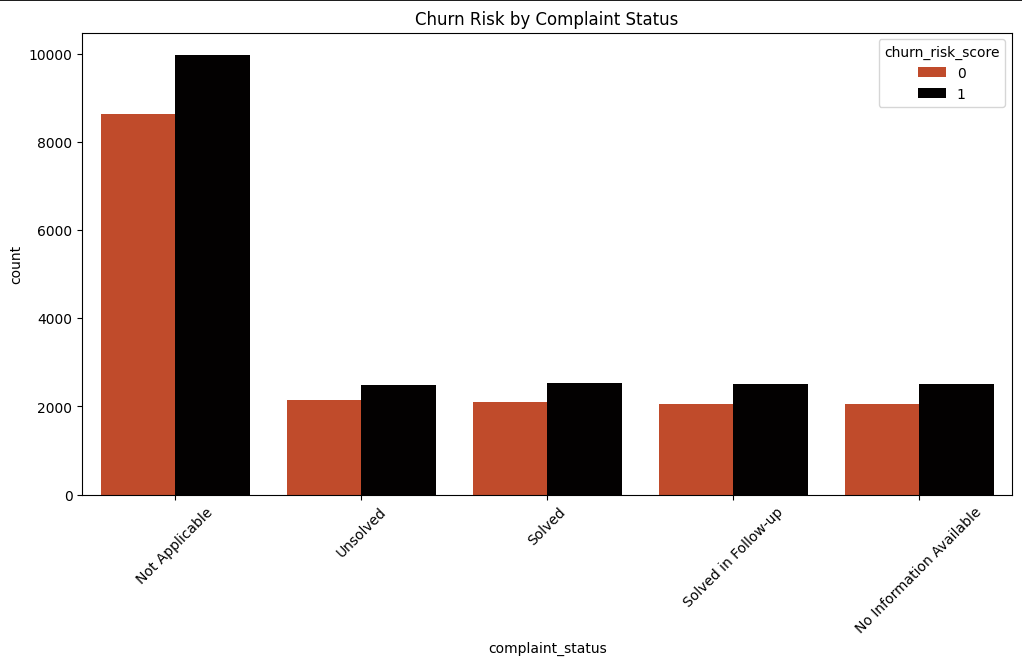 Churn Risk by Complaint Status
churn_risk_score
0
1
10000
8000
6000
4000
2000
0
count
Not Applicable
Unsolved
Solved
Solved in Follow-up
No Information Available
complaint_status